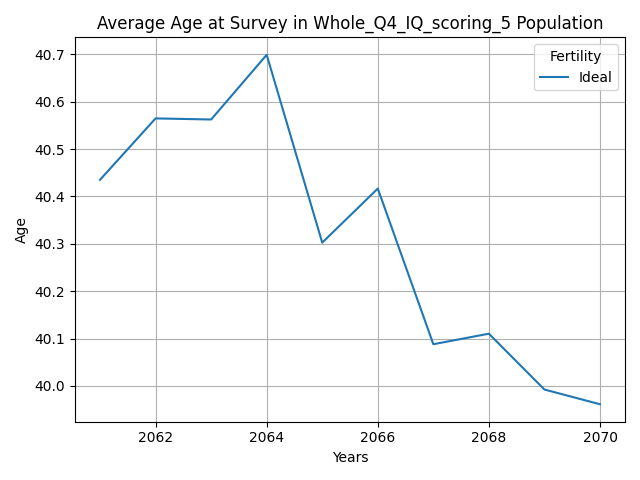 Average Age at Survey in Whole_Q4_IQ_scoring_5 Population
Fertility
Ideal
40.7
40.6
40.5
40.4
40.3
40.2
40.1
40.0
Age
2062 2064 2066 2068 2070
Years